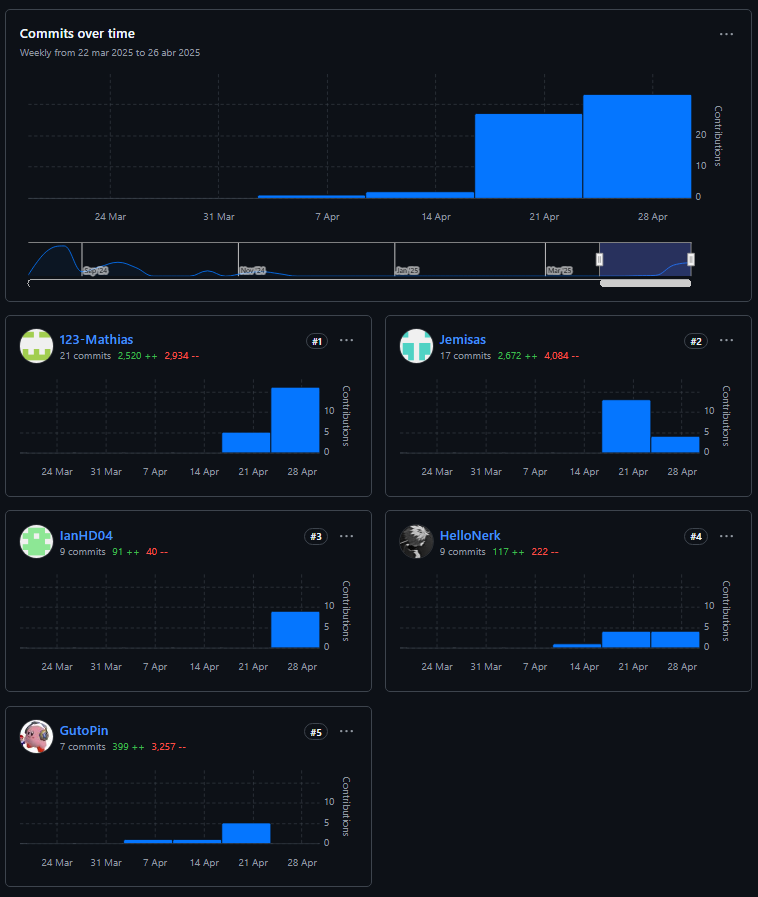 Commits over time
Weekly from 22 mar 2025 to 26 abr 2025
Contributions
20
10
0
24 Mar 31 Mar 7 Apr 14 Apr 21 Apr 28 Apr
Sep '24 Nov '24 Jan '25 Mar '25
123-Mathias #1
21 commits 2,520 ++ 2,934 --
Contributions
10
5
0
24 Mar 31 Mar 7 Apr 14 Apr 21 Apr 28 Apr
Jemisas #2
17 commits 2,672 ++ 4,084 --
Contributions
10
5
0
24 Mar 31 Mar 7 Apr 14 Apr 21 Apr 28 Apr
IanHD04 #3
9 commits 91 ++ 40 --
Contributions
10
5
0
24 Mar 31 Mar 7 Apr 14 Apr 21 Apr 28 Apr
HelloNerk #4
9 commits 117 ++ 222 --
Contributions
10
5
0
24 Mar 31 Mar 7 Apr 14 Apr 21 Apr 28 Apr
GutoPin #5
7 commits 399 ++ 3,257 --
Contributions
10
5
0
24 Mar 31 Mar 7 Apr 14 Apr 21 Apr 28 Apr